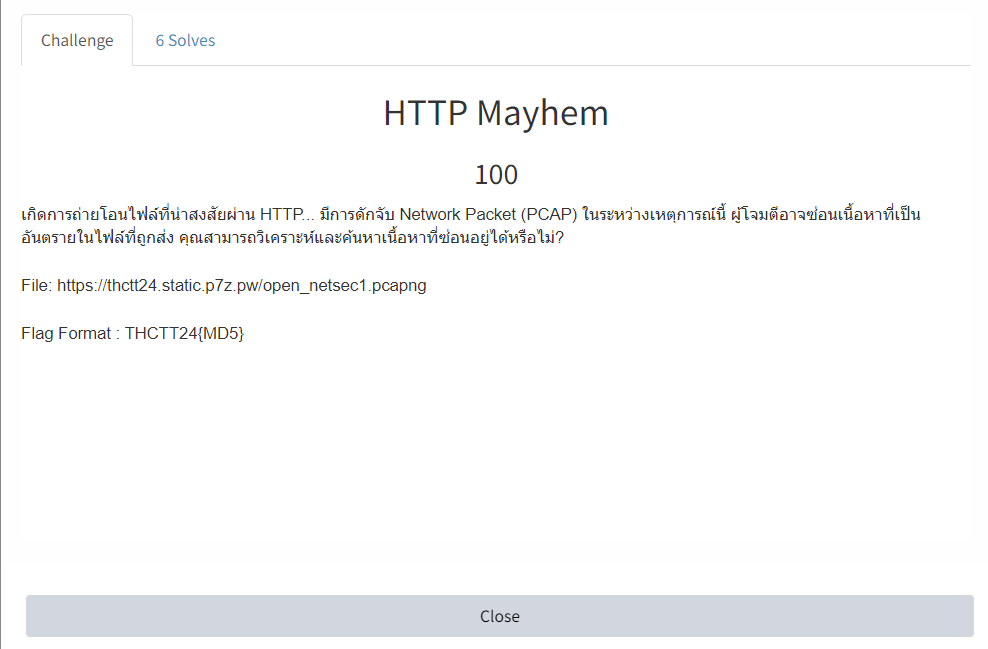 Challenge
6 Solves
HTTP Mayhem
100
เกิดการถ่ายโอนไฟล์ที่น่าสงสัยผ่าน HTTP... มีการดักจับ Network Packet (PCAP) ในระหว่างเหตุการณ์นี้ ผู้โจมตีอาจซ่อนเนื้อหาที่เป็น
อันตรายในไฟล์ที่ถูกส่ง คุณสามารถวิเคราะห์และค้นหาเนื้อหาที่ซ่อนอยู่ได้หรือไม่?
File: https://thctt24.static.p7z.pw/open_netsec1.pcapng
Flag Format : THCTT24{MD5}
Close